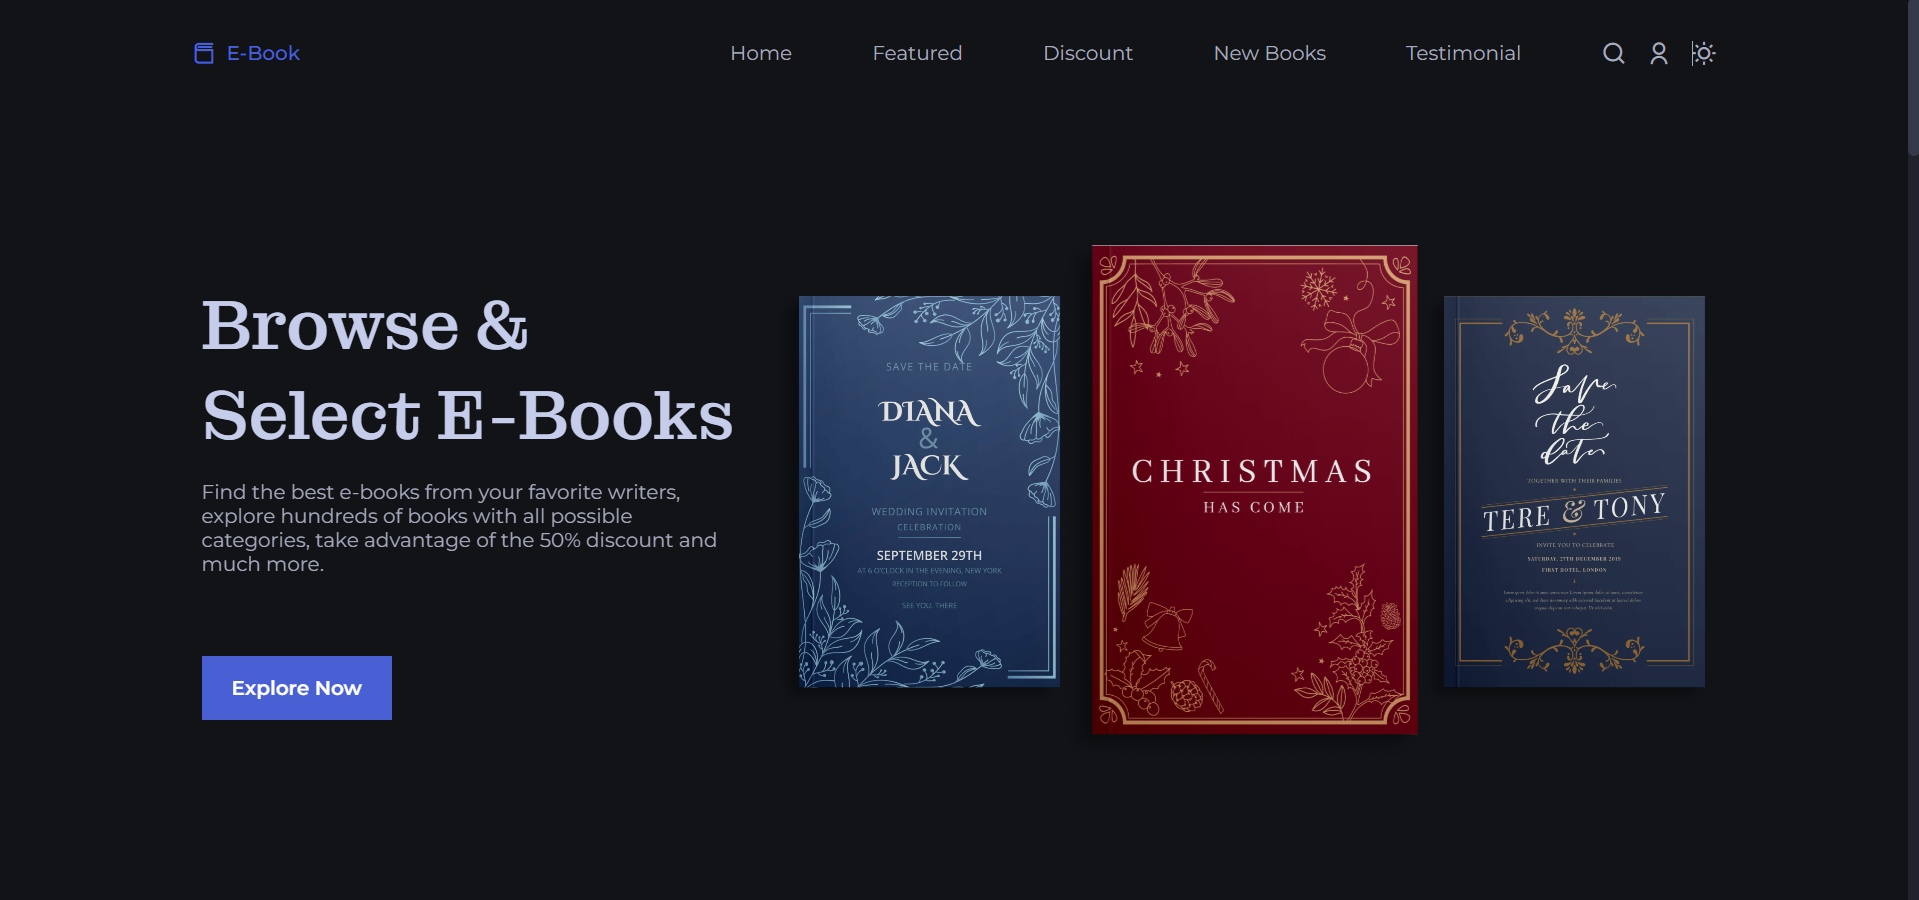 E-Book
Home
Featured
Discount
New Books
Testimonial
Browse &
Select E-Books
Find the best e-books from your favorite writers,
explore hundreds of books with all possible
categories, take advantage of the 50% discount and
much more.
Explore Now
SAVE THE DATE
DIANA
&
JACK
WEDDING INVITATION
CELEBRATION
SEPTEMBER 29TH
AT 6 O'CLOCK IN THE EVENING, NEW YORK
RECEPTION TO FOLLOW
SEE YOU THERE
CHRISTMAS
HAS COME
Save
the
date
TOGETHER WITH THEIR FAMILIES
TERE & TONY
INVITE YOU TO CELEBRATE
SATURDAY, 27TH DECEMBER 2019
FIRST HOTEL, LONDON